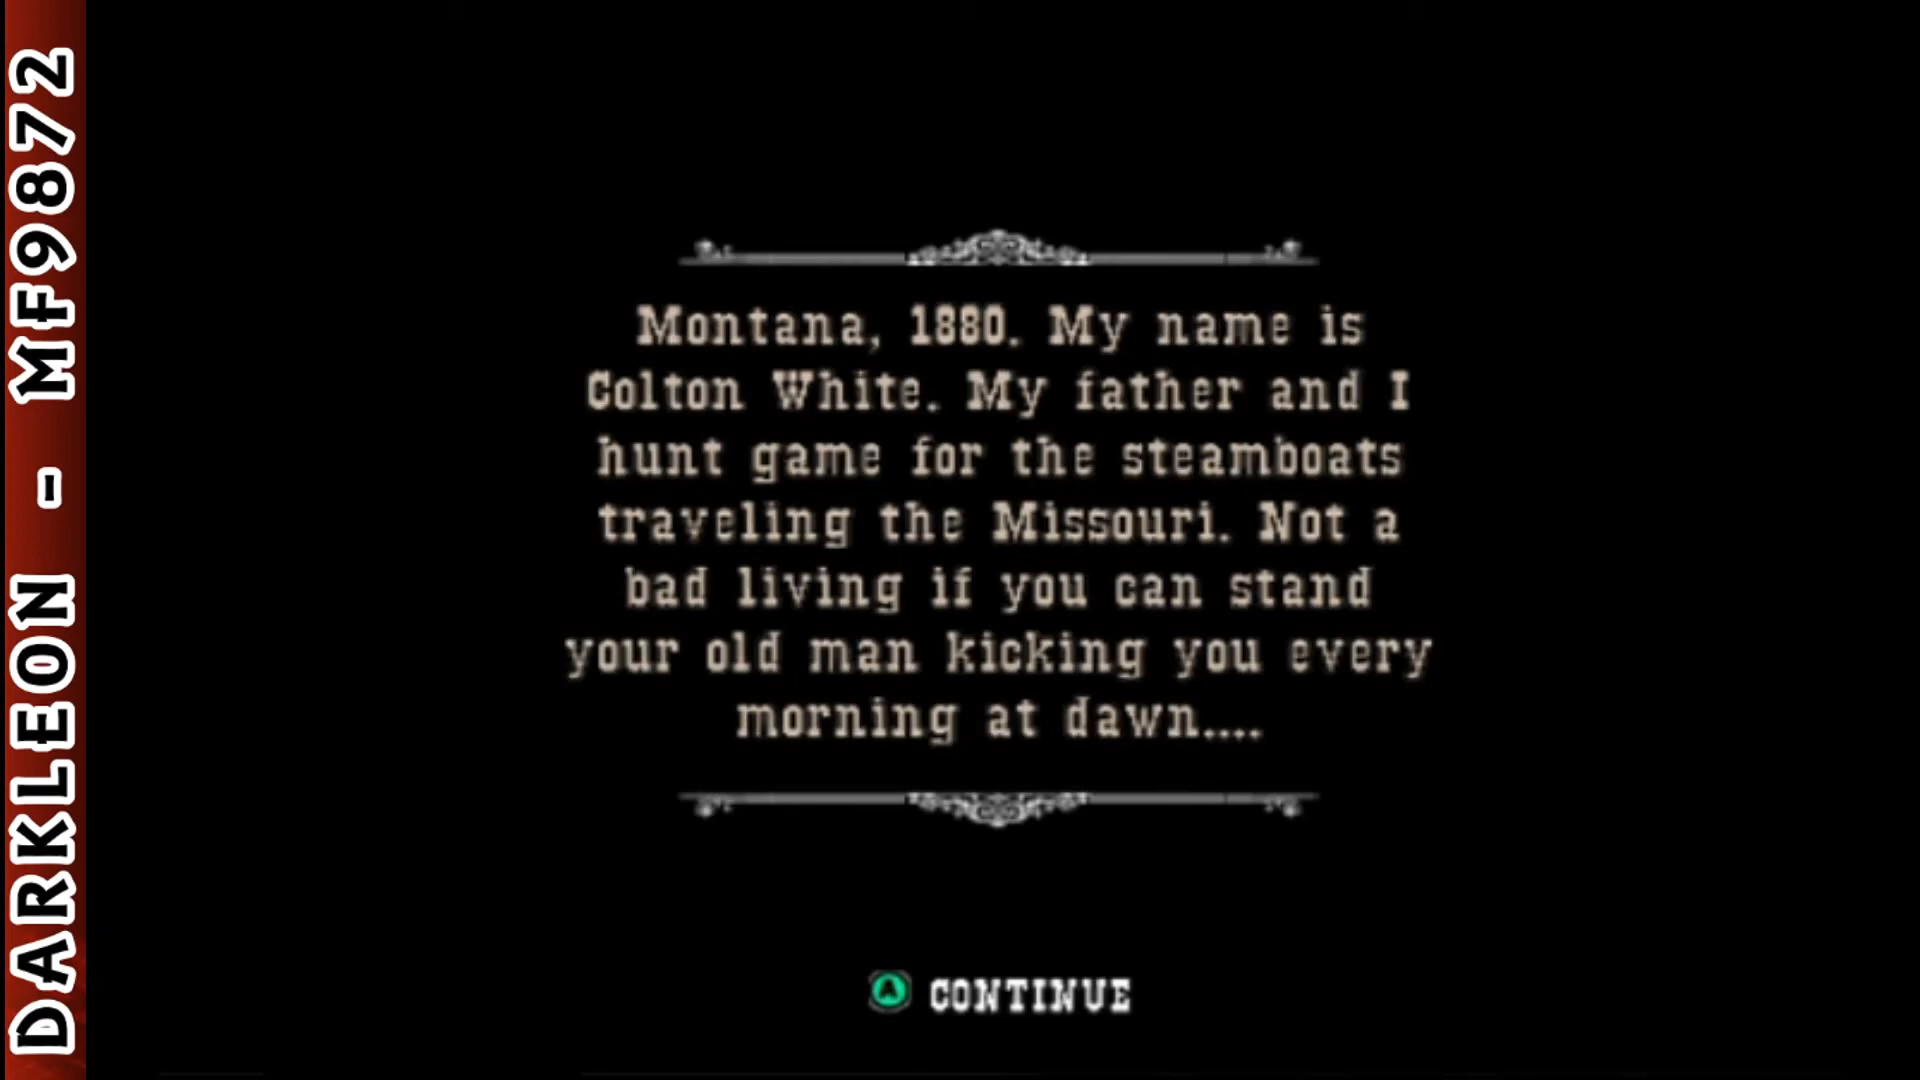 DARKLEON - MF9872
Montana, 1880. My name is
Colton White. My father and I
hunt game for the steamboats
traveling the Missouri. Not a
bad living if you can stand
your old man kicking you every
morning at dawn....
A CONTINUE